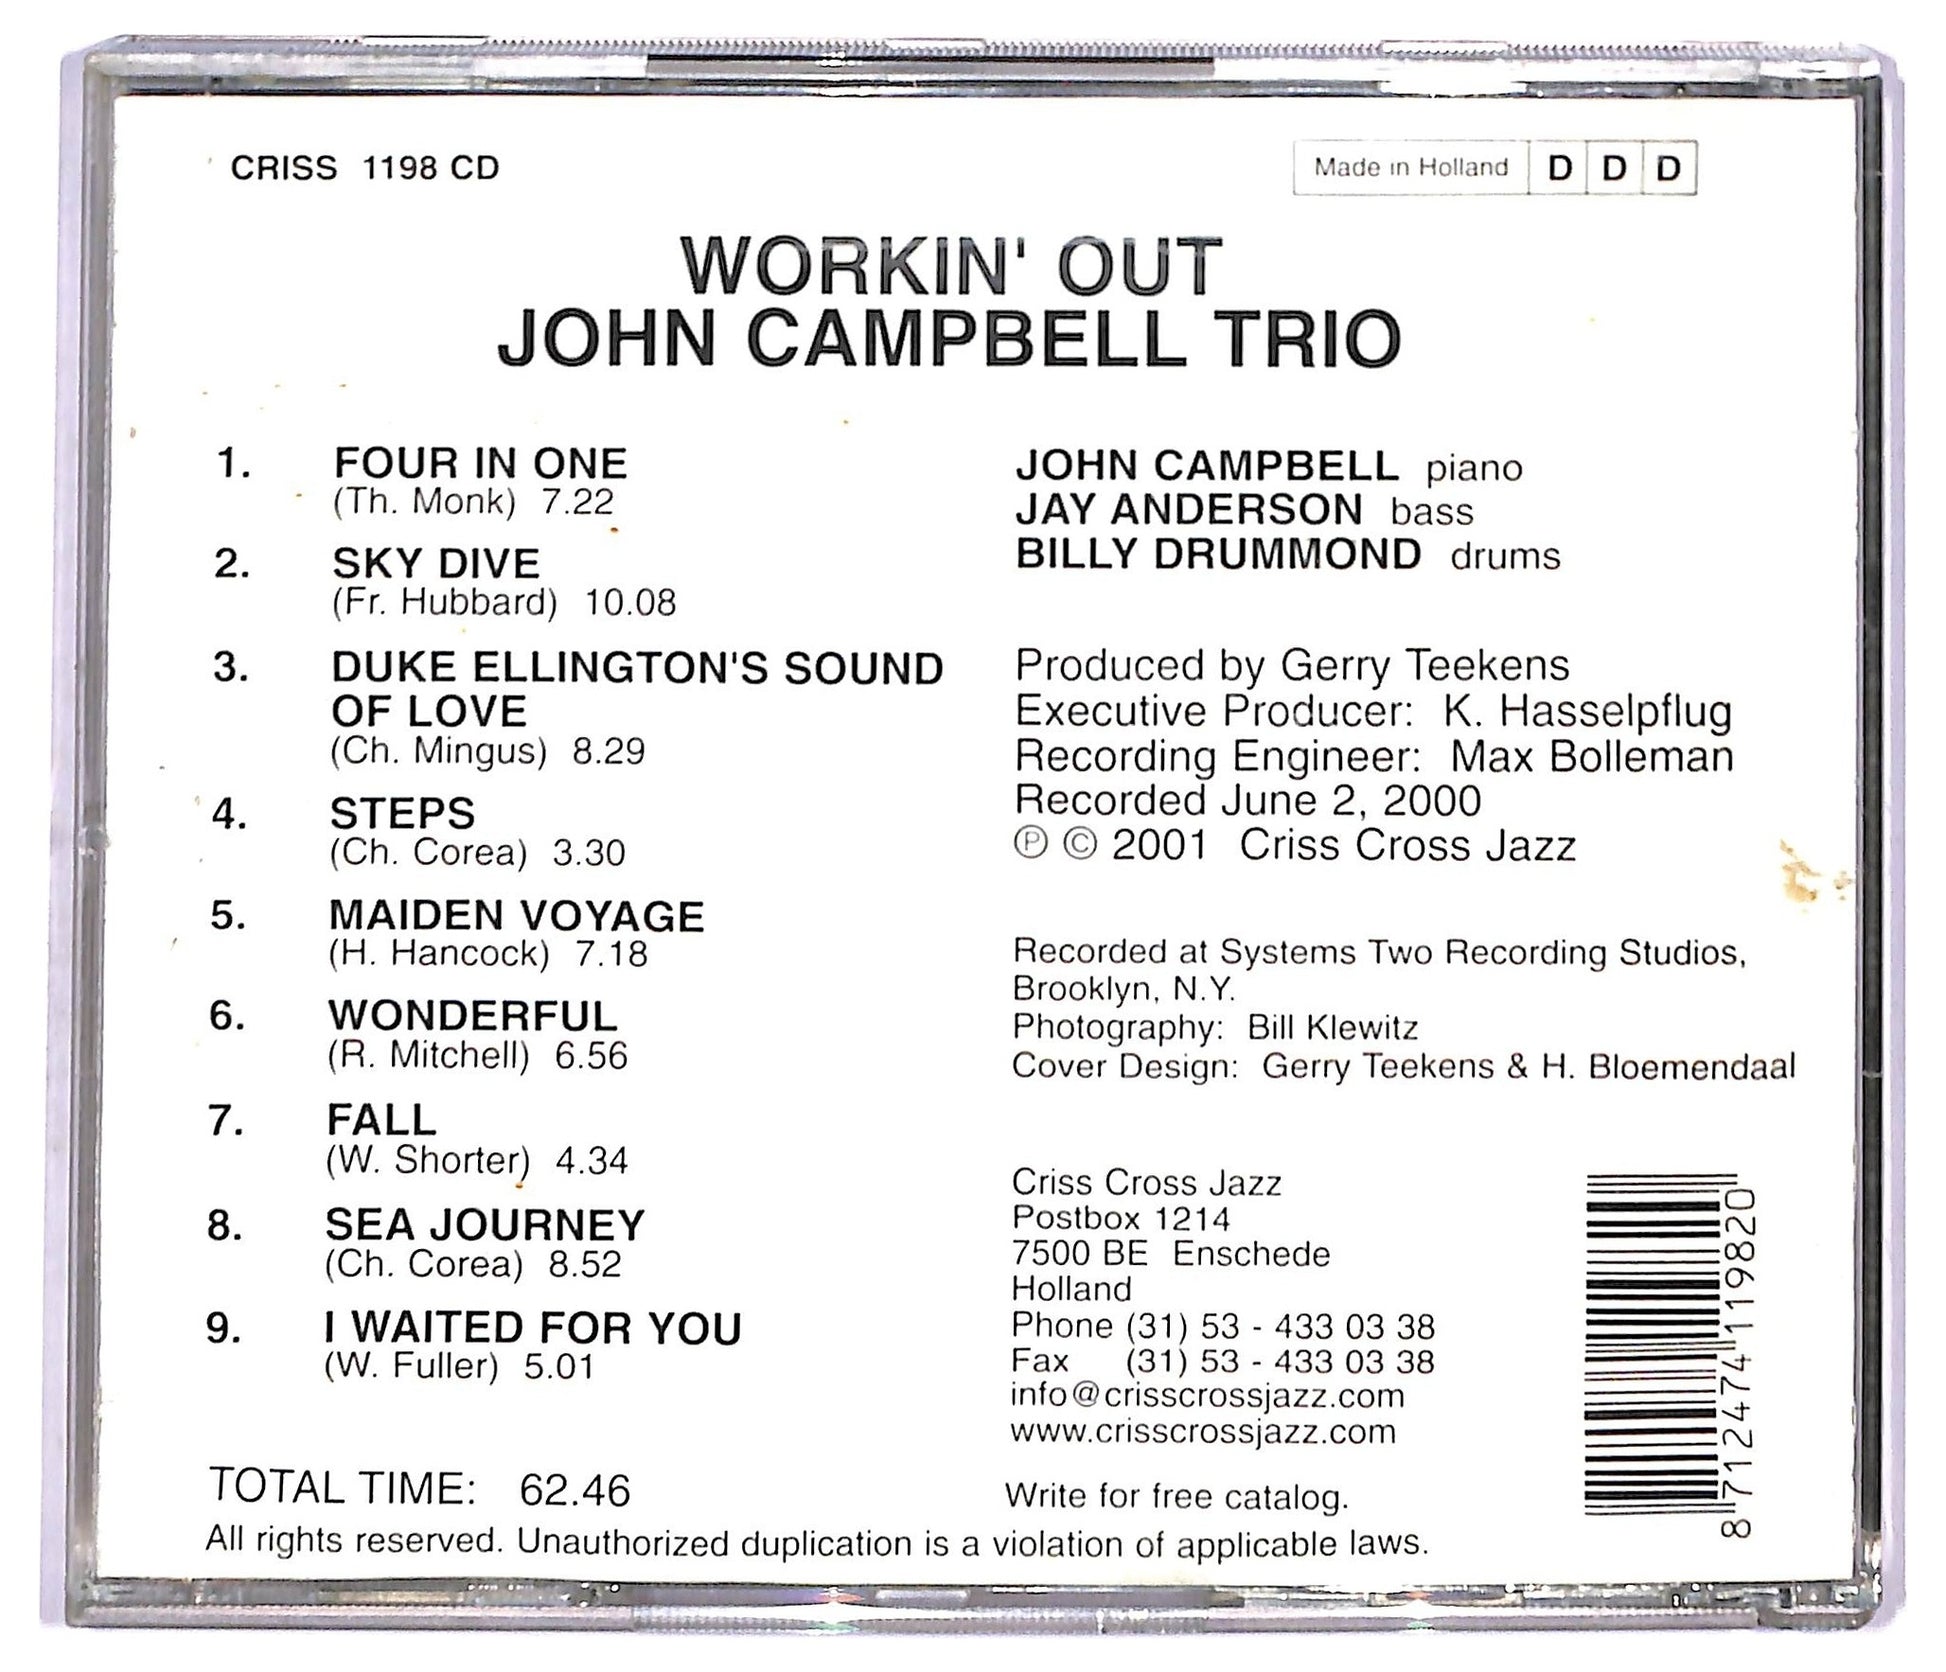 CRISS 1198 CD
Made in Holland D D D
WORKIN' OUT
JOHN CAMPBELL TRIO
1. FOUR IN ONE
(Th. Monk) 7.22
2. SKY DIVE
(Fr. Hubbard) 10.08
3. DUKE ELLINGTON'S SOUND
OF LOVE
(Ch. Mingus) 8.29
4. STEPS
(Ch. Corea) 3.30
5. MAIDEN VOYAGE
(H. Hancock) 7.18
6. WONDERFUL
(R. Mitchell) 6.56
7. FALL
(W. Shorter) 4.34
8. SEA JOURNEY
(Ch. Corea) 8.52
9. I WAITED FOR YOU
(W. Fuller) 5.01
TOTAL TIME: 62.46
JOHN CAMPBELL piano
JAY ANDERSON bass
BILLY DRUMMOND drums
Produced by Gerry Teekens
Executive Producer: K. Hasselpflug
Recording Engineer: Max Bolleman
Recorded June 2, 2000
℗ © 2001 Criss Cross Jazz
Recorded at Systems Two Recording Studios,
Brooklyn, N.Y.
Photography: Bill Klewitz
Cover Design: Gerry Teekens & H. Bloemendaal
Criss Cross Jazz
Postbox 1214
7500 BE Enschede
Holland
Phone (31) 53 - 433 03 38
Fax (31) 53 - 433 03 38
info@crisscrossjazz.com
www.crisscrossjazz.com
Write for free catalog.
8 712474 119820
All rights reserved. Unauthorized duplication is a violation of applicable laws.